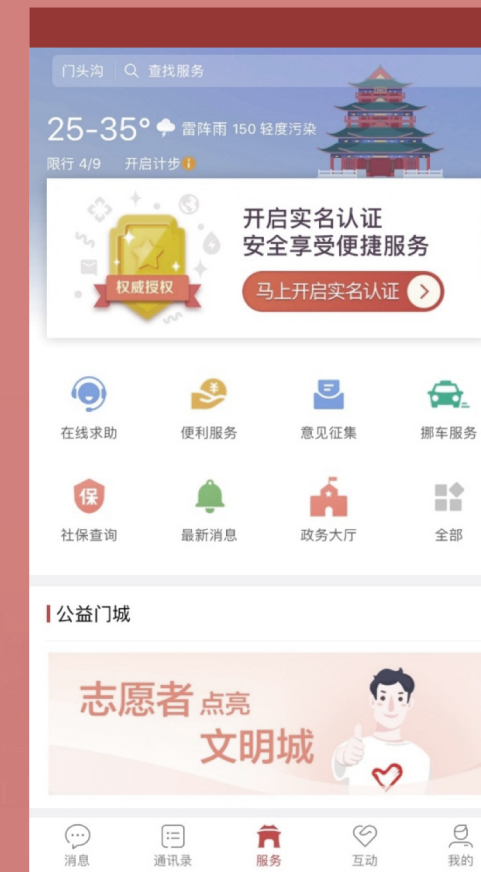 门头沟 查找服务
25-35° 雷阵雨 150 轻度污染
限行 4/9 开启计步
开启实名认证
安全享受便捷服务
权威授权
马上开启实名认证
在线求助 便利服务 意见征集 挪车服务
保
社保查询 最新消息 政务大厅 全部
公益门城
志愿者 点亮
文明城
消息 通讯录 服务 互动 我的